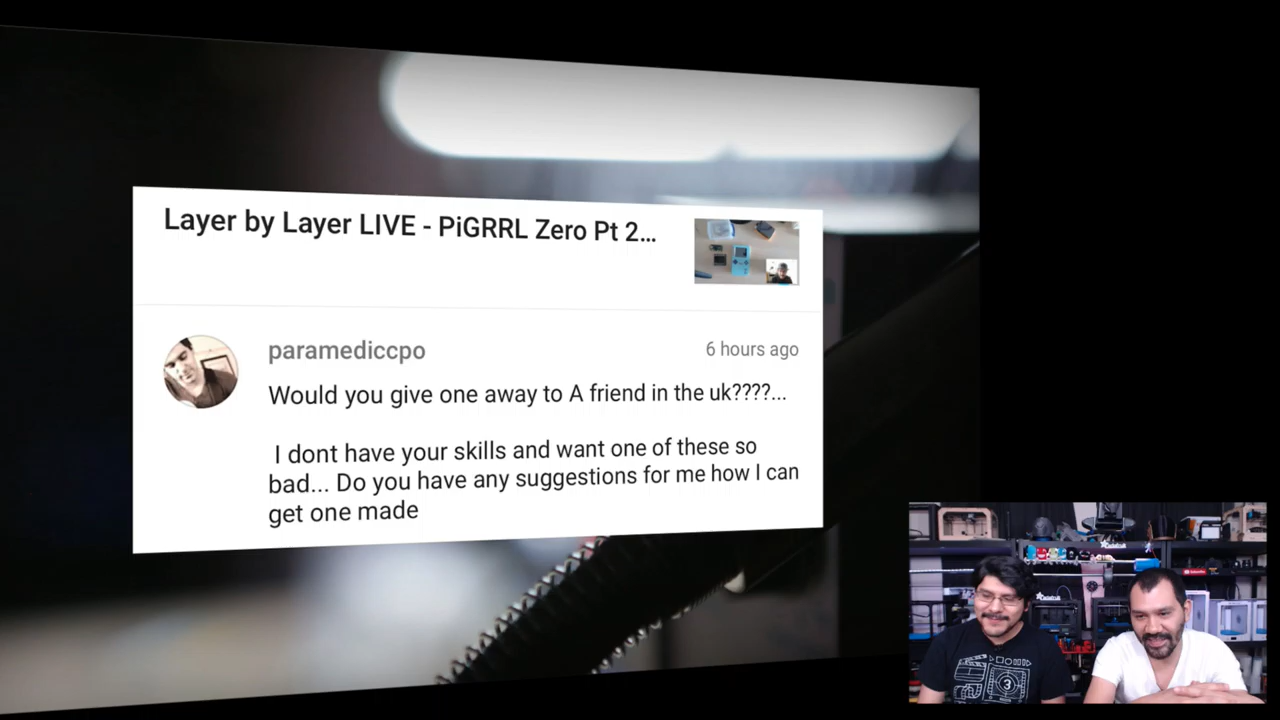 Layer by Layer LIVE - PiGRRL Zero Pt 2...
paramediccpo
6 hours ago
Would you give one away to A friend in the uk????...
I dont have your skills and want one of these so
bad... Do you have any suggestions for me how I can
get one made
3